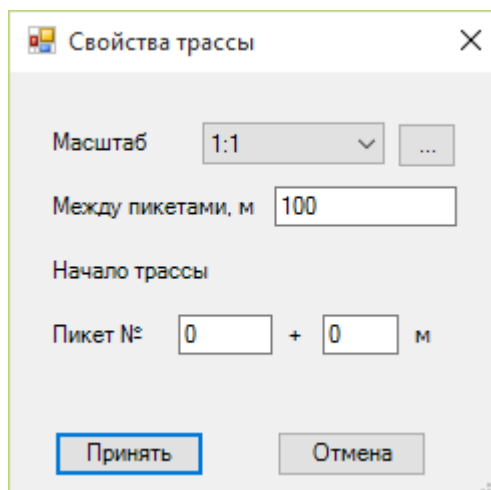 Свойства трассы
Масштаб 1:1 ...
Между пикетами, м 100
Начало трассы
Пикет № 0 + 0 м
Принять Отмена